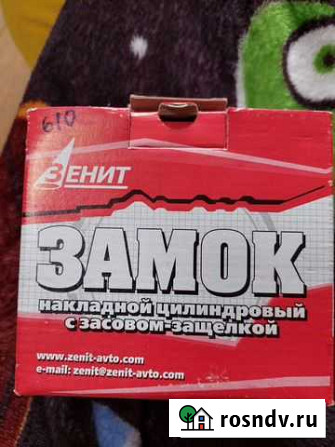 610
ЗЕНИТ
ЗАМОК
накладной цилиндровый
с засовом-защелкой
www.zenit-avto.com
e-mail: zenit@zenit-avto.com
rosndv.ru